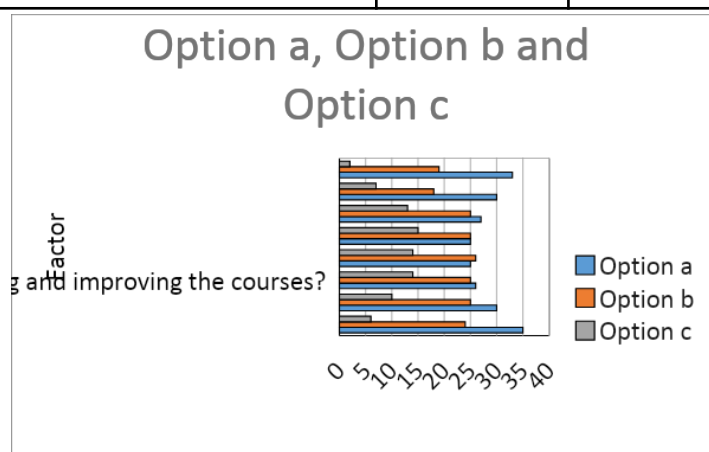 Option a, Option b and
Option c
Factor
g and improving the courses?
Option a
Option b
Option c
0 5 10 15 20 25 30 35 40